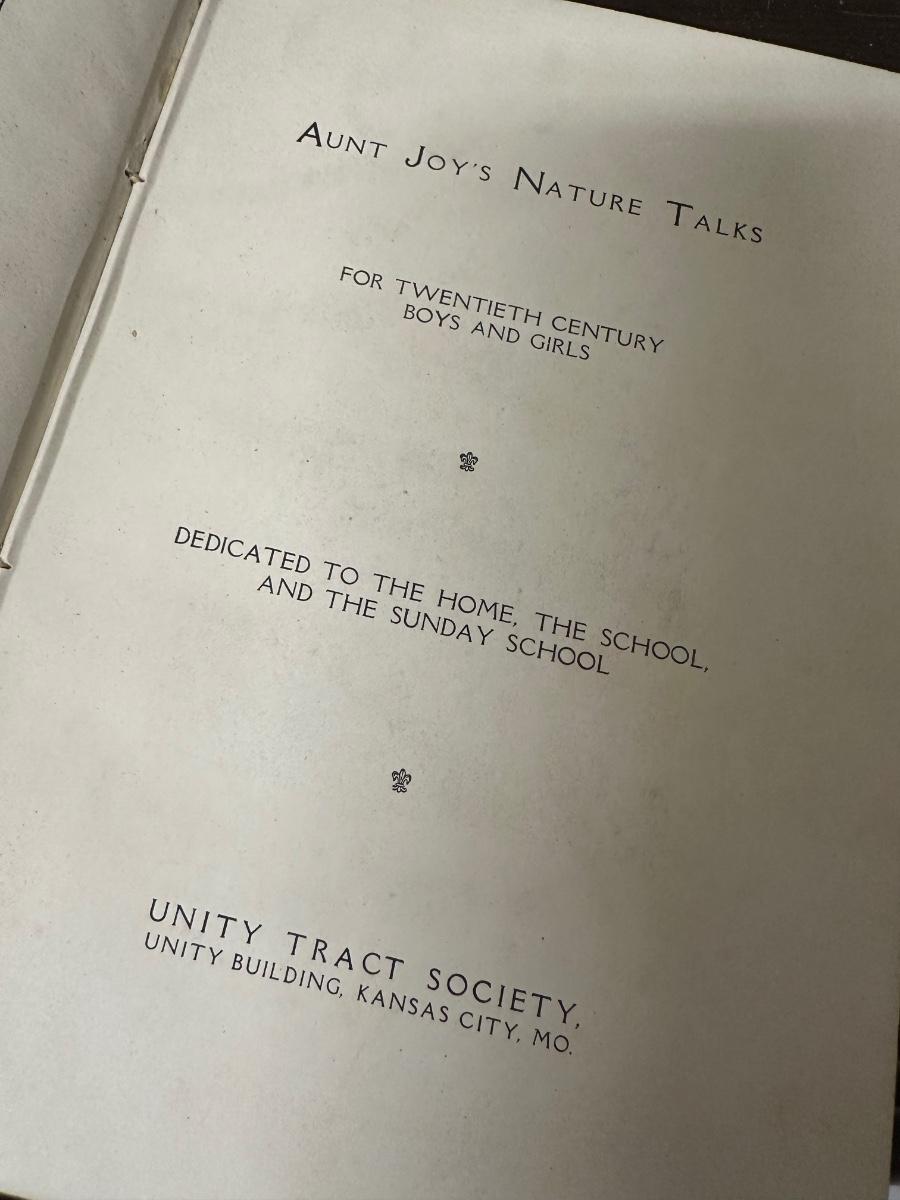 Aunt Joy's Nature Talks
FOR TWENTIETH CENTURY
BOYS AND GIRLS
DEDICATED TO THE HOME, THE SCHOOL,
AND THE SUNDAY SCHOOL
UNITY TRACT SOCIETY,
UNITY BUILDING, KANSAS CITY, MO.